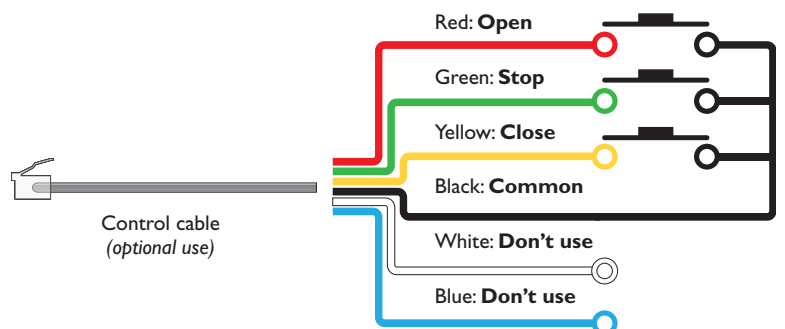 Red: Open
Green: Stop
Yellow: Close
Black: Common
Control cable
(optional use)
White: Don’t use
Blue: Don’t use